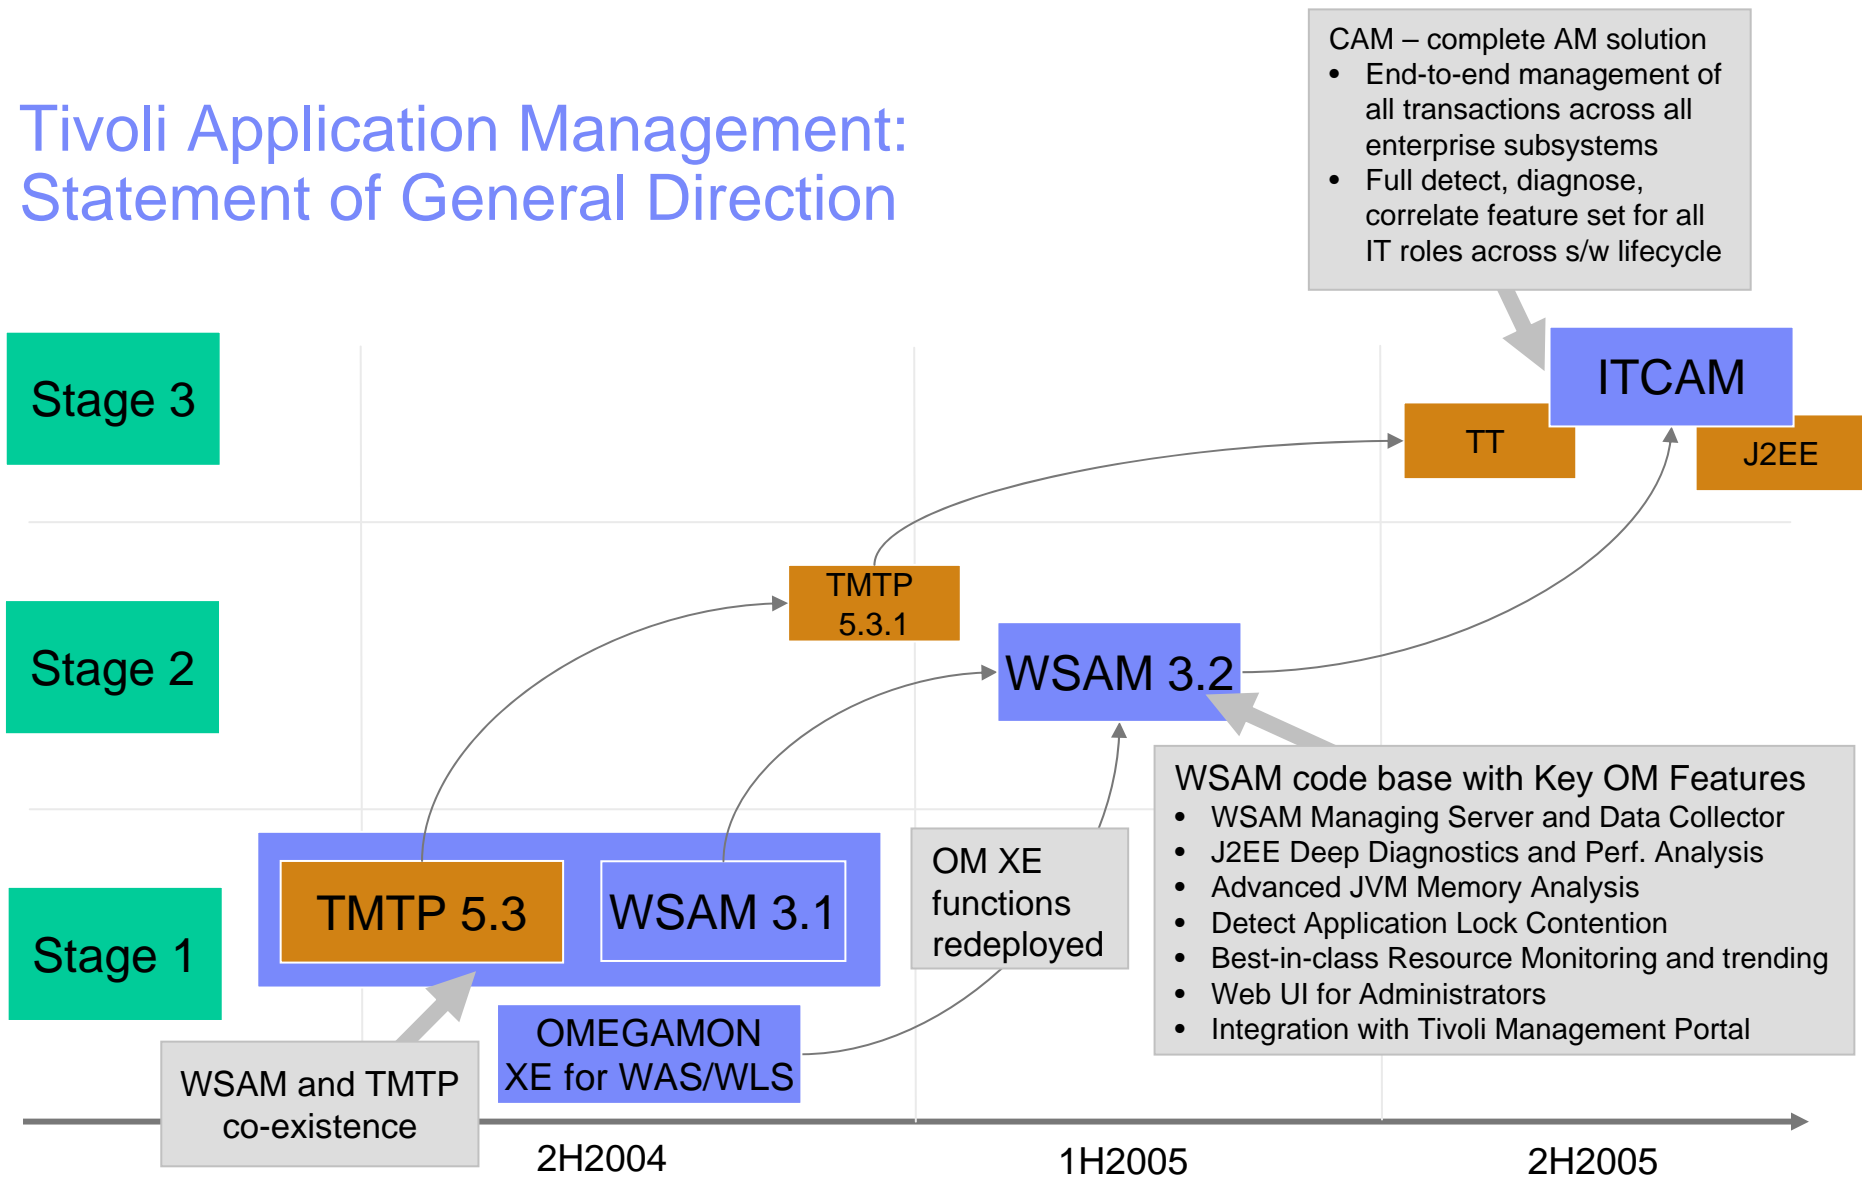 CAM – complete AM solution
• End-to-end management of
all transactions across all
enterprise subsystems
• Full detect, diagnose,
correlate feature set for all
IT roles across s/w lifecycle
Tivoli Application Management:
Statement of General Direction
Stage 3
ITCAM
TT
J2EE
Stage 2
TMTP
5.3.1
WSAM 3.2
Stage 1
TMTP 5.3
WSAM 3.1
OM XE
functions
redeployed
WSAM code base with Key OM Features
• WSAM Managing Server and Data Collector
• J2EE Deep Diagnostics and Perf. Analysis
• Advanced JVM Memory Analysis
• Detect Application Lock Contention
• Best-in-class Resource Monitoring and trending
• Web UI for Administrators
• Integration with Tivoli Management Portal
OMEGAMON
XE for WAS/WLS
WSAM and TMTP
co-existence
2H2004
1H2005
2H2005